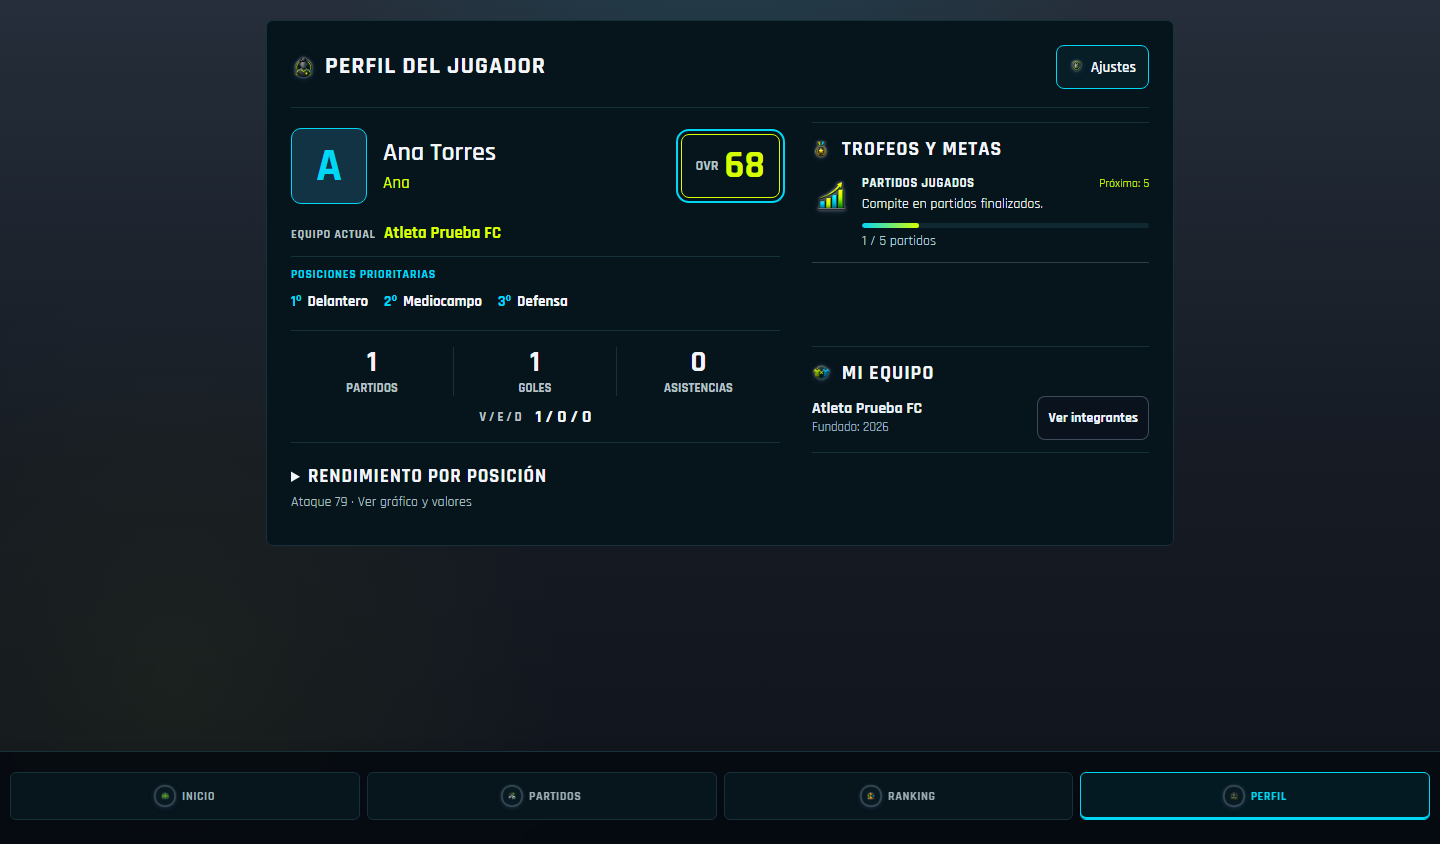 PERFIL DEL JUGADOR
Ajustes
A
Ana Torres
Ana
OVR 68
EQUIPO ACTUAL Atleta Prueba FC
POSICIONES PRIORITARIAS
1º Delantero 2º Mediocampo 3º Defensa
1 1 0
PARTIDOS GOLES ASISTENCIAS
V / E / D 1 / 0 / 0
▶ RENDIMIENTO POR POSICIÓN
Ataque 79 · Ver gráfico y valores
TROFEOS Y METAS
PARTIDOS JUGADOS Próxima: 5
Compite en partidos finalizados.
1 / 5 partidos
MI EQUIPO
Atleta Prueba FC
Fundado: 2026
Ver integrantes
INICIO PARTIDOS RANKING PERFIL